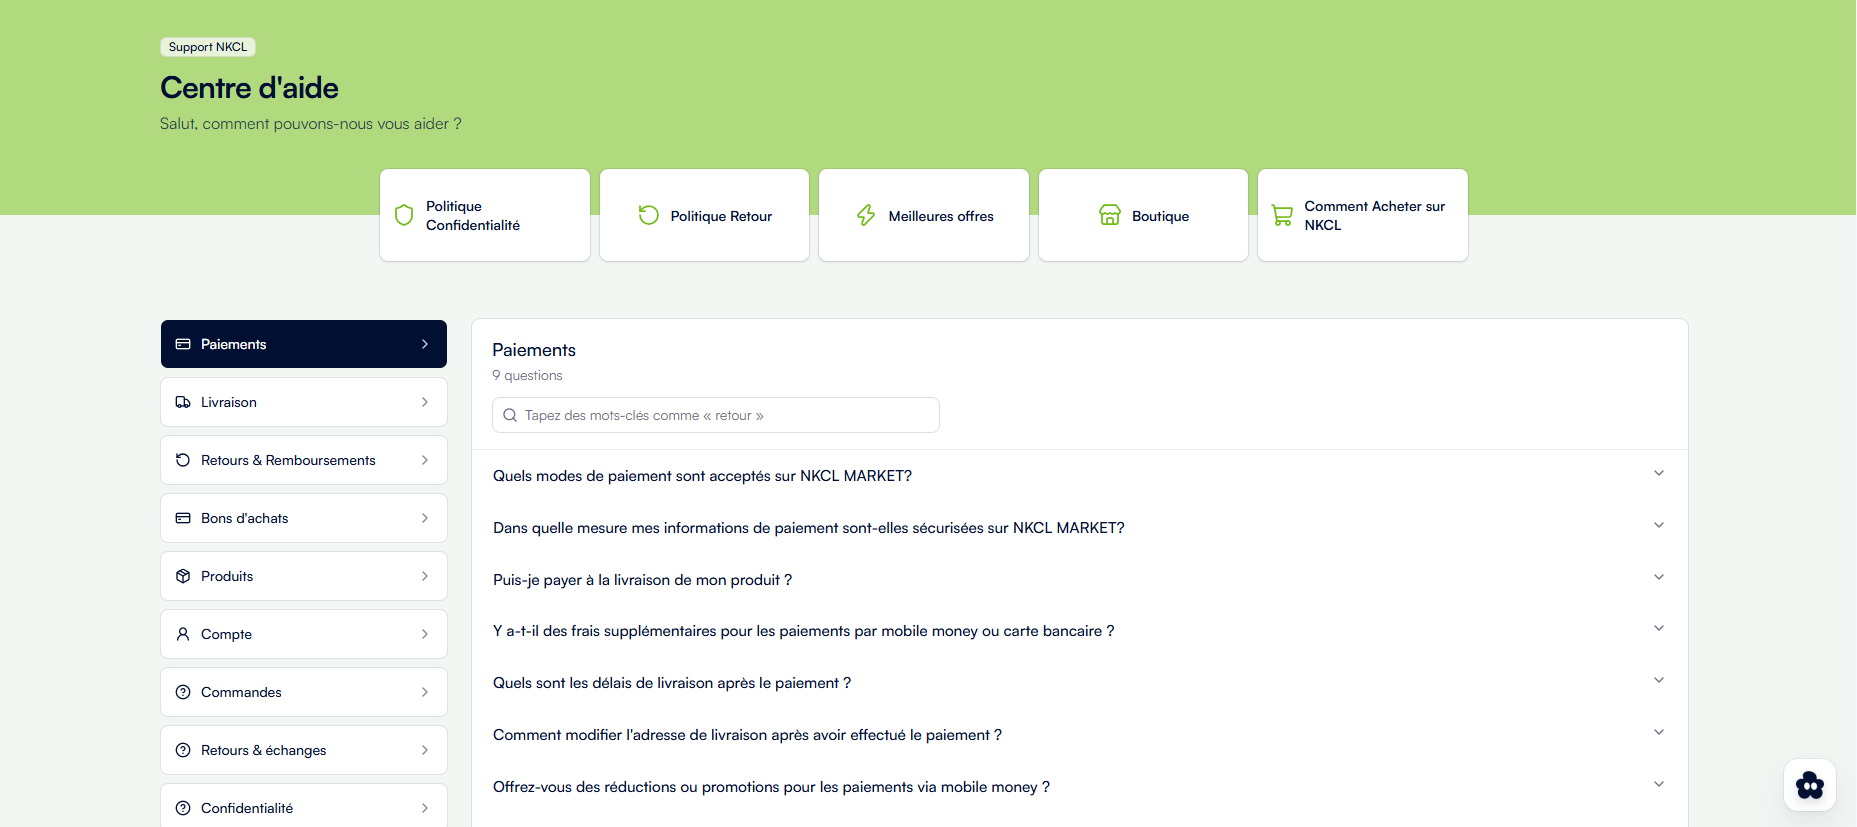 Support NKCL
Centre d'aide
Salut, comment pouvons-nous vous aider ?
Politique
Confidentialité
Politique Retour
Meilleures offres
Boutique
Comment Acheter sur
NKCL
Paiements
Livraison
Retours & Remboursements
Bons d'achats
Produits
Compte
Commandes
Retours & échanges
Confidentialité
Paiements
9 questions
Tapez des mots-clés comme « retour »
Quels modes de paiement sont acceptés sur NKCL MARKET?
Dans quelle mesure mes informations de paiement sont-elles sécurisées sur NKCL MARKET?
Puis-je payer à la livraison de mon produit ?
Y a-t-il des frais supplémentaires pour les paiements par mobile money ou carte bancaire ?
Quels sont les délais de livraison après le paiement ?
Comment modifier l'adresse de livraison après avoir effectué le paiement ?
Offrez-vous des réductions ou promotions pour les paiements via mobile money ?